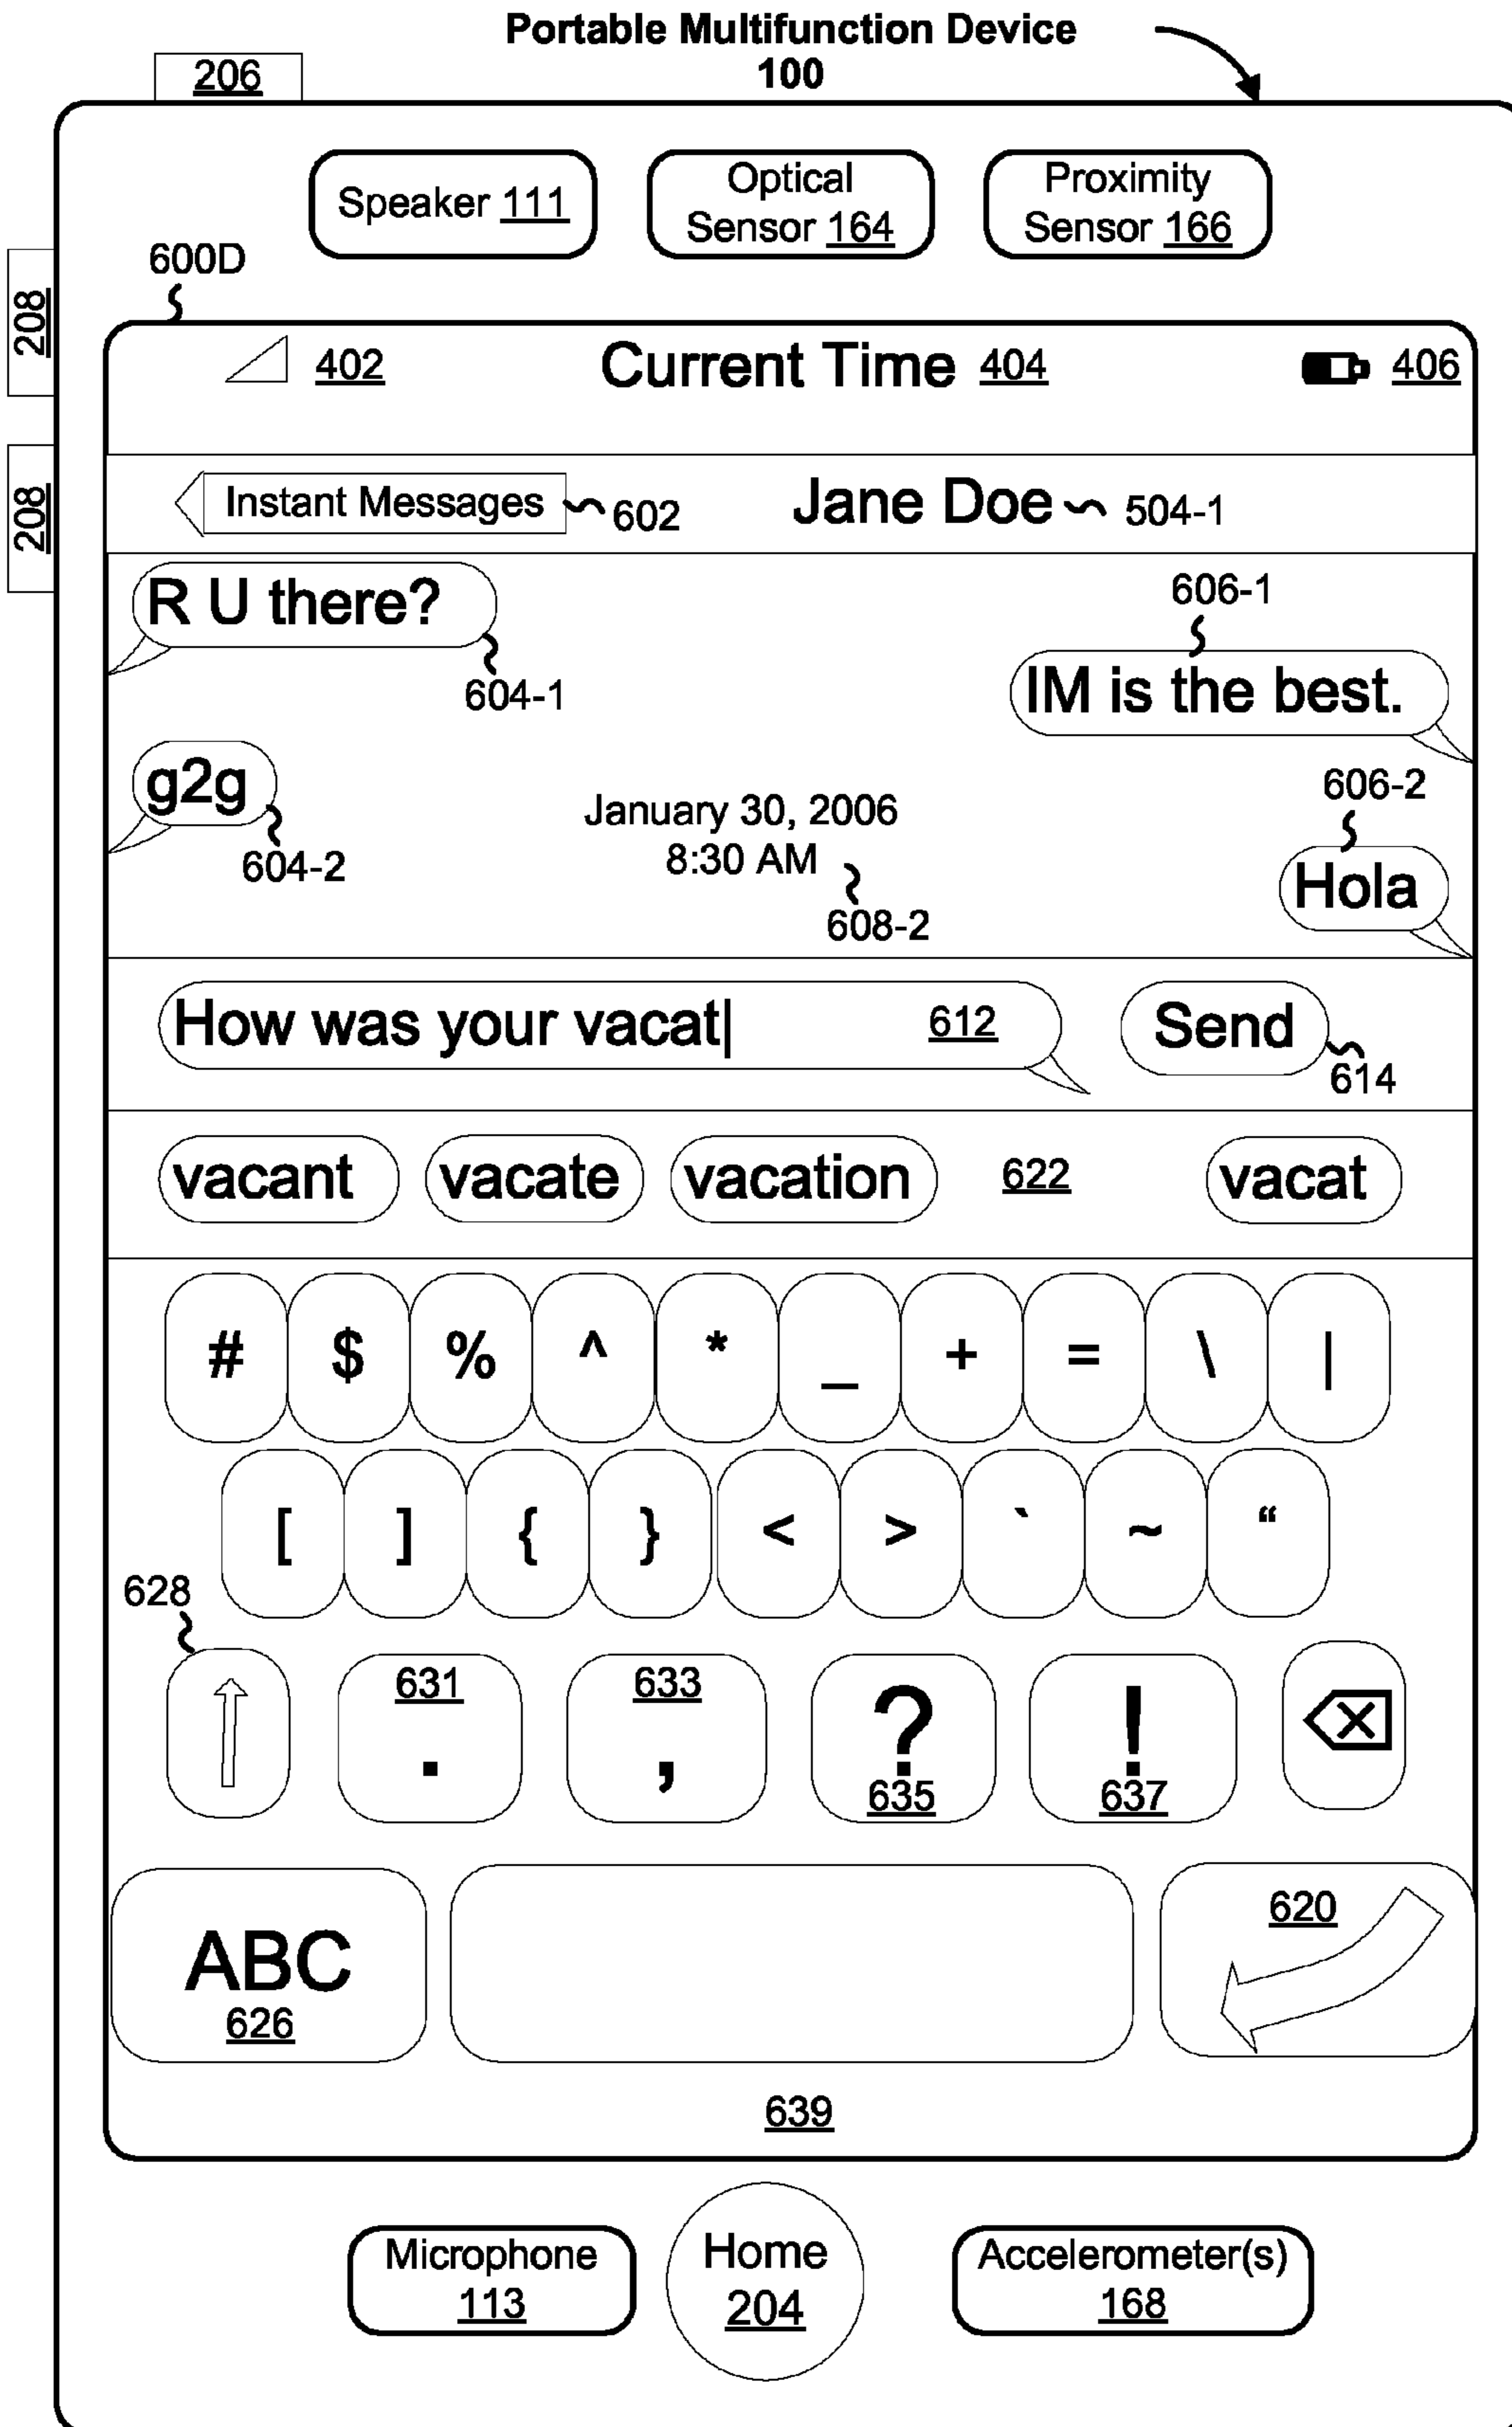 Portable Multifunction Device
100
206
Speaker 111
Optical
Sensor 164
Proximity
Sensor 166
600D
208
208
402
Current Time 404
406
Instant Messages
602
Jane Doe
504-1
R U there?
604-1
606-1
IM is the best.
g2g
604-2
January 30, 2006
8:30 AM
608-2
606-2
Hola
How was your vacat|
612
Send
614
vacant
vacate
vacation
622
vacat
# $ % ^ * _ + = \ |
[ ] { } < > ` ~ “
628
631
.
633
,
?
635
!
637
ABC
626
620
639
Microphone
113
Home
204
Accelerometer(s)
168